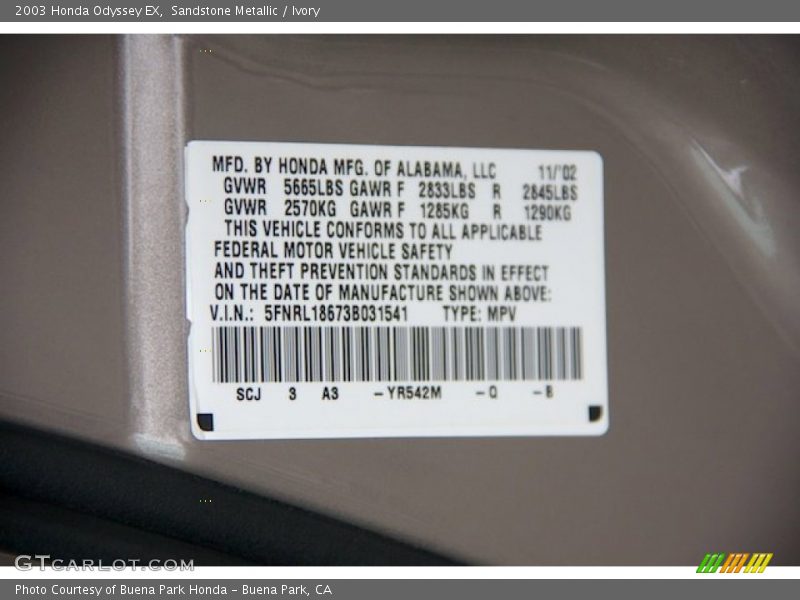 2003 Honda Odyssey EX, Sandstone Metallic / Ivory
MFD. BY HONDA MFG. OF ALABAMA, LLC 11/'02
GVWR 5665LBS GAWR F 2833LBS R 2845LBS
GVWR 2570KG GAWR F 1285KG R 1290KG
THIS VEHICLE CONFORMS TO ALL APPLICABLE
FEDERAL MOTOR VEHICLE SAFETY
AND THEFT PREVENTION STANDARDS IN EFFECT
ON THE DATE OF MANUFACTURE SHOWN ABOVE:
V.I.N.: 5FNRL18673B031541 TYPE: MPV
SCJ 3 A3 -YR542M -Q -B
GTCARLOT.COM
Photo Courtesy of Buena Park Honda - Buena Park, CA